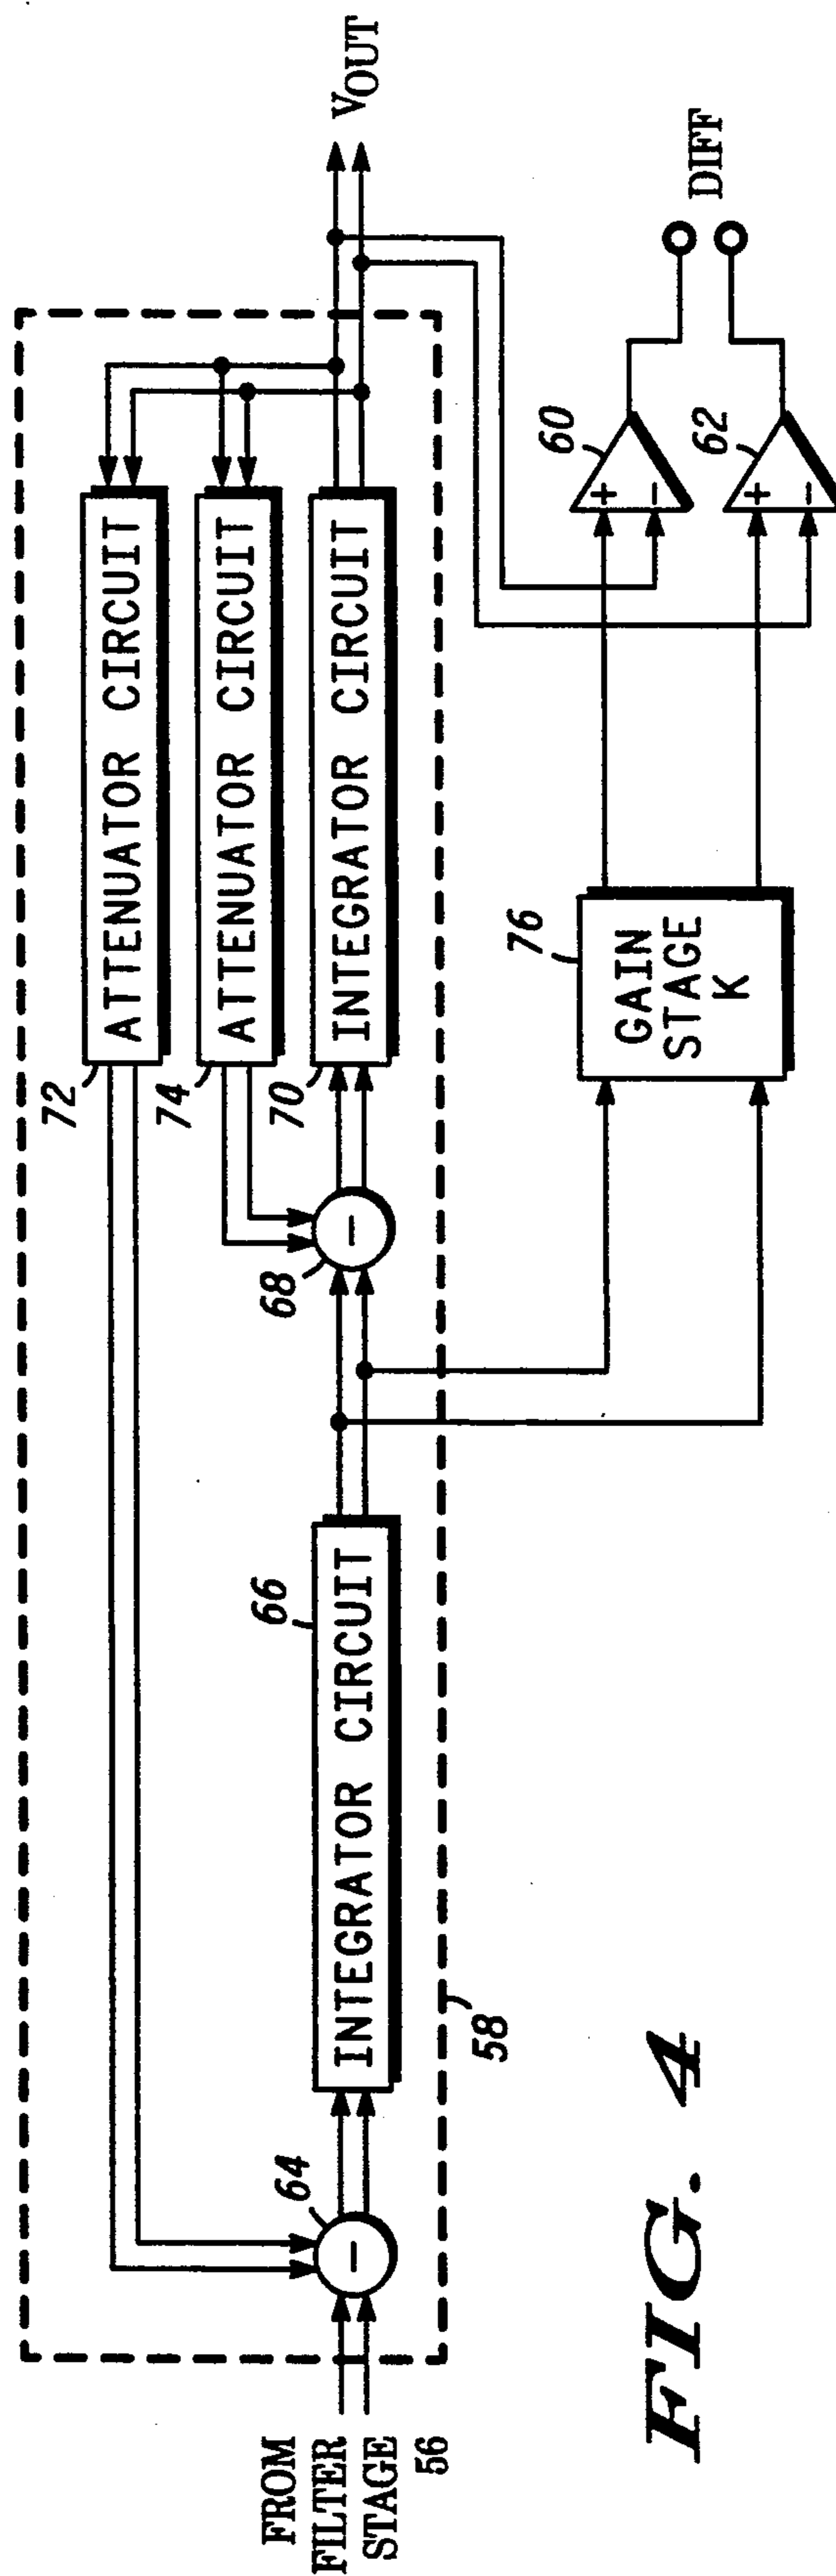 72
ATTENUATOR CIRCUIT
74
ATTENUATOR CIRCUIT
70
INTEGRATOR CIRCUIT
VOUT
68
−
66
INTEGRATOR CIRCUIT
64
−
FROM
FILTER
STAGE
56
58
76
GAIN
STAGE
K
60
+
−
62
+
−
DIFF
FIG. 4